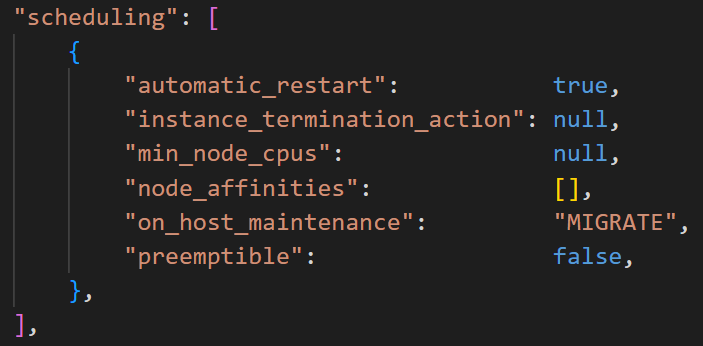 "scheduling": [
{
"automatic_restart": true,
"instance_termination_action": null,
"min_node_cpus": null,
"node_affinities": [],
"on_host_maintenance": "MIGRATE",
"preemptible": false,
},
],